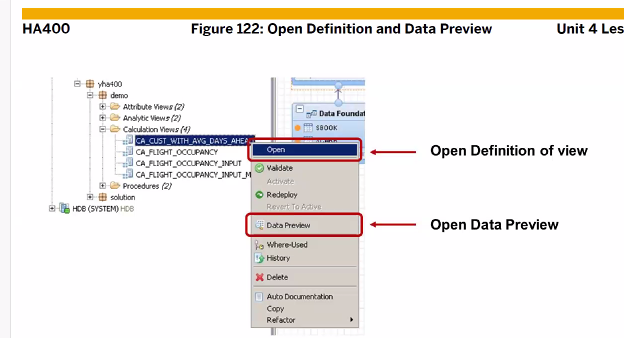 HA400 Figure 122: Open Definition and Data Preview Unit 4 Les
yha400
demo
Attribute Views (2)
Analytic Views (2)
Calculation Views (4)
CA_CUST_WITH_AVG_DAYS_AHEA
CA_FLIGHT_OCCUPANCY
CA_FLIGHT_OCCUPANCY_INPUT
CA_FLIGHT_OCCUPANCY_INPUT_M
Procedures (2)
solution
HDB (SYSTEM) HDB
Data Foundat
SBOOK
Open
Validate
Activate
Redeploy
Revert To Active
Data Preview
Where-Used
History
Delete
Auto Documentation
Copy
Refactor
Open Definition of view
Open Data Preview